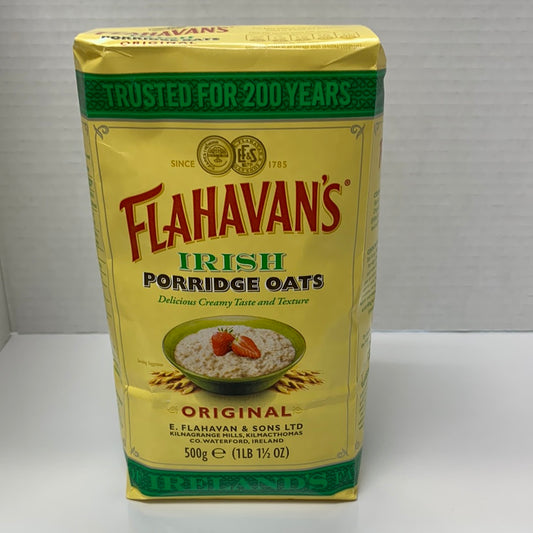 FLAHAVAN'S
PORRIDGE OATS
ORIGINAL
TRUSTED FOR 200 YEARS
SINCE 1785
FLAHAVAN'S®
IRISH
PORRIDGE OATS
Delicious Creamy Taste and Texture
ORIGINAL
E. FLAHAVAN & SONS LTD
KILNAGRANGE MILLS, KILMACTHOMAS
CO. WATERFORD, IRELAND
500g ℮ (1LB 1½ OZ)
IRELAND'S